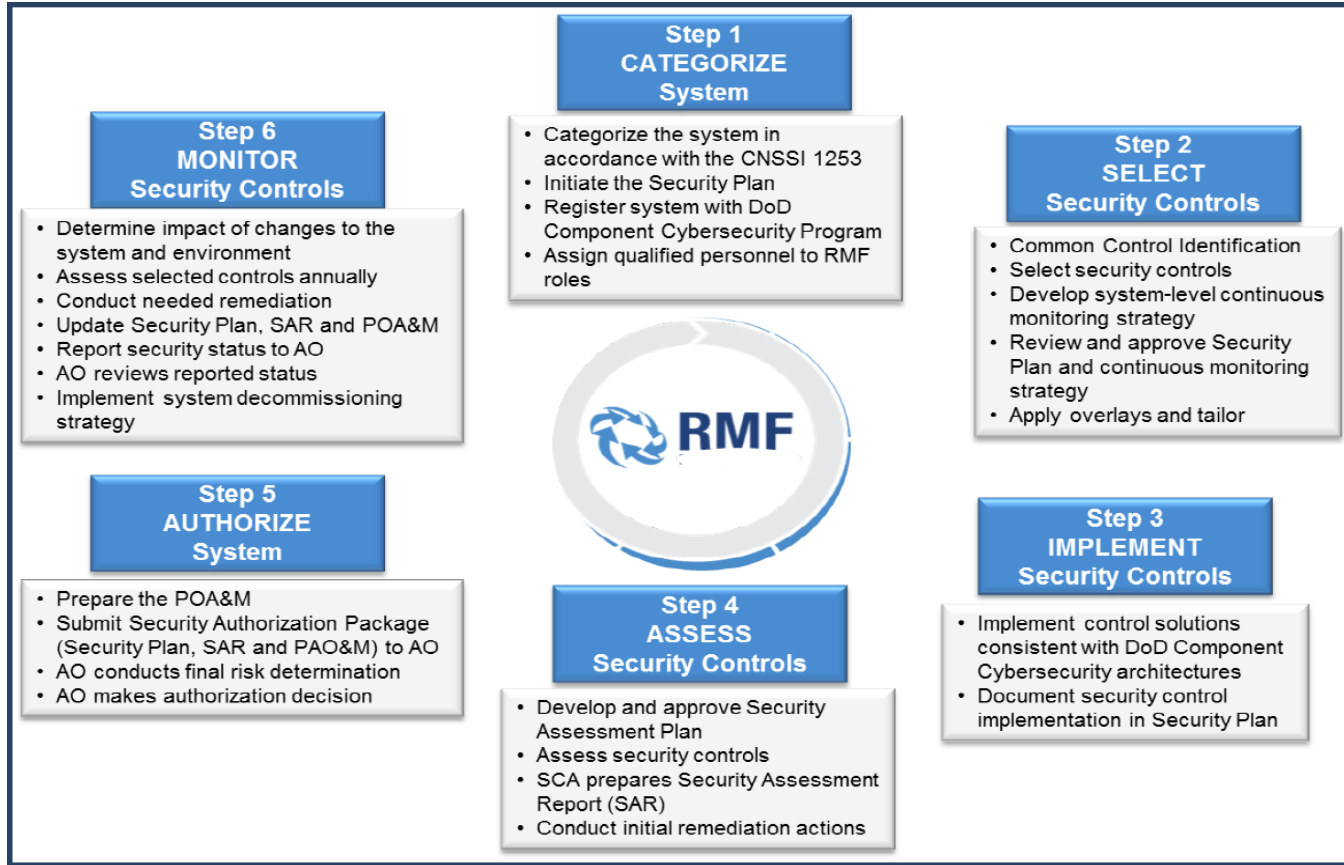 Step 1
CATEGORIZE
System
• Categorize the system in
accordance with the CNSSI 1253
• Initiate the Security Plan
• Register system with DoD
Component Cybersecurity Program
• Assign qualified personnel to RMF
roles
Step 2
SELECT
Security Controls
• Common Control Identification
• Select security controls
• Develop system-level continuous
monitoring strategy
• Review and approve Security
Plan and continuous monitoring
strategy
• Apply overlays and tailor
Step 3
IMPLEMENT
Security Controls
• Implement control solutions
consistent with DoD Component
Cybersecurity architectures
• Document security control
implementation in Security Plan
Step 4
ASSESS
Security Controls
• Develop and approve Security
Assessment Plan
• Assess security controls
• SCA prepares Security Assessment
Report (SAR)
• Conduct initial remediation actions
Step 5
AUTHORIZE
System
• Prepare the POA&M
• Submit Security Authorization Package
(Security Plan, SAR and PAO&M) to AO
• AO conducts final risk determination
• AO makes authorization decision
Step 6
MONITOR
Security Controls
• Determine impact of changes to the
system and environment
• Assess selected controls annually
• Conduct needed remediation
• Update Security Plan, SAR and POA&M
• Report security status to AO
• AO reviews reported status
• Implement system decommissioning
strategy
RMF